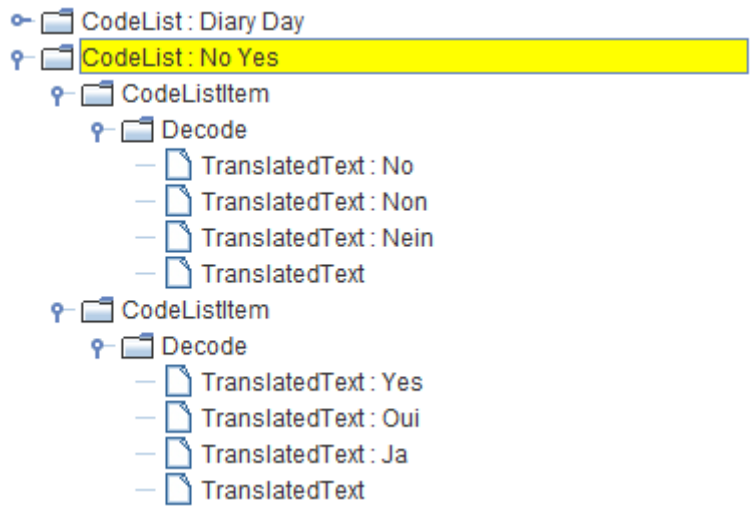 CodeList : Diary Day
CodeList : No Yes
CodeListItem
Decode
TranslatedText : No
TranslatedText : Non
TranslatedText : Nein
TranslatedText
CodeListItem
Decode
TranslatedText : Yes
TranslatedText : Oui
TranslatedText : Ja
TranslatedText